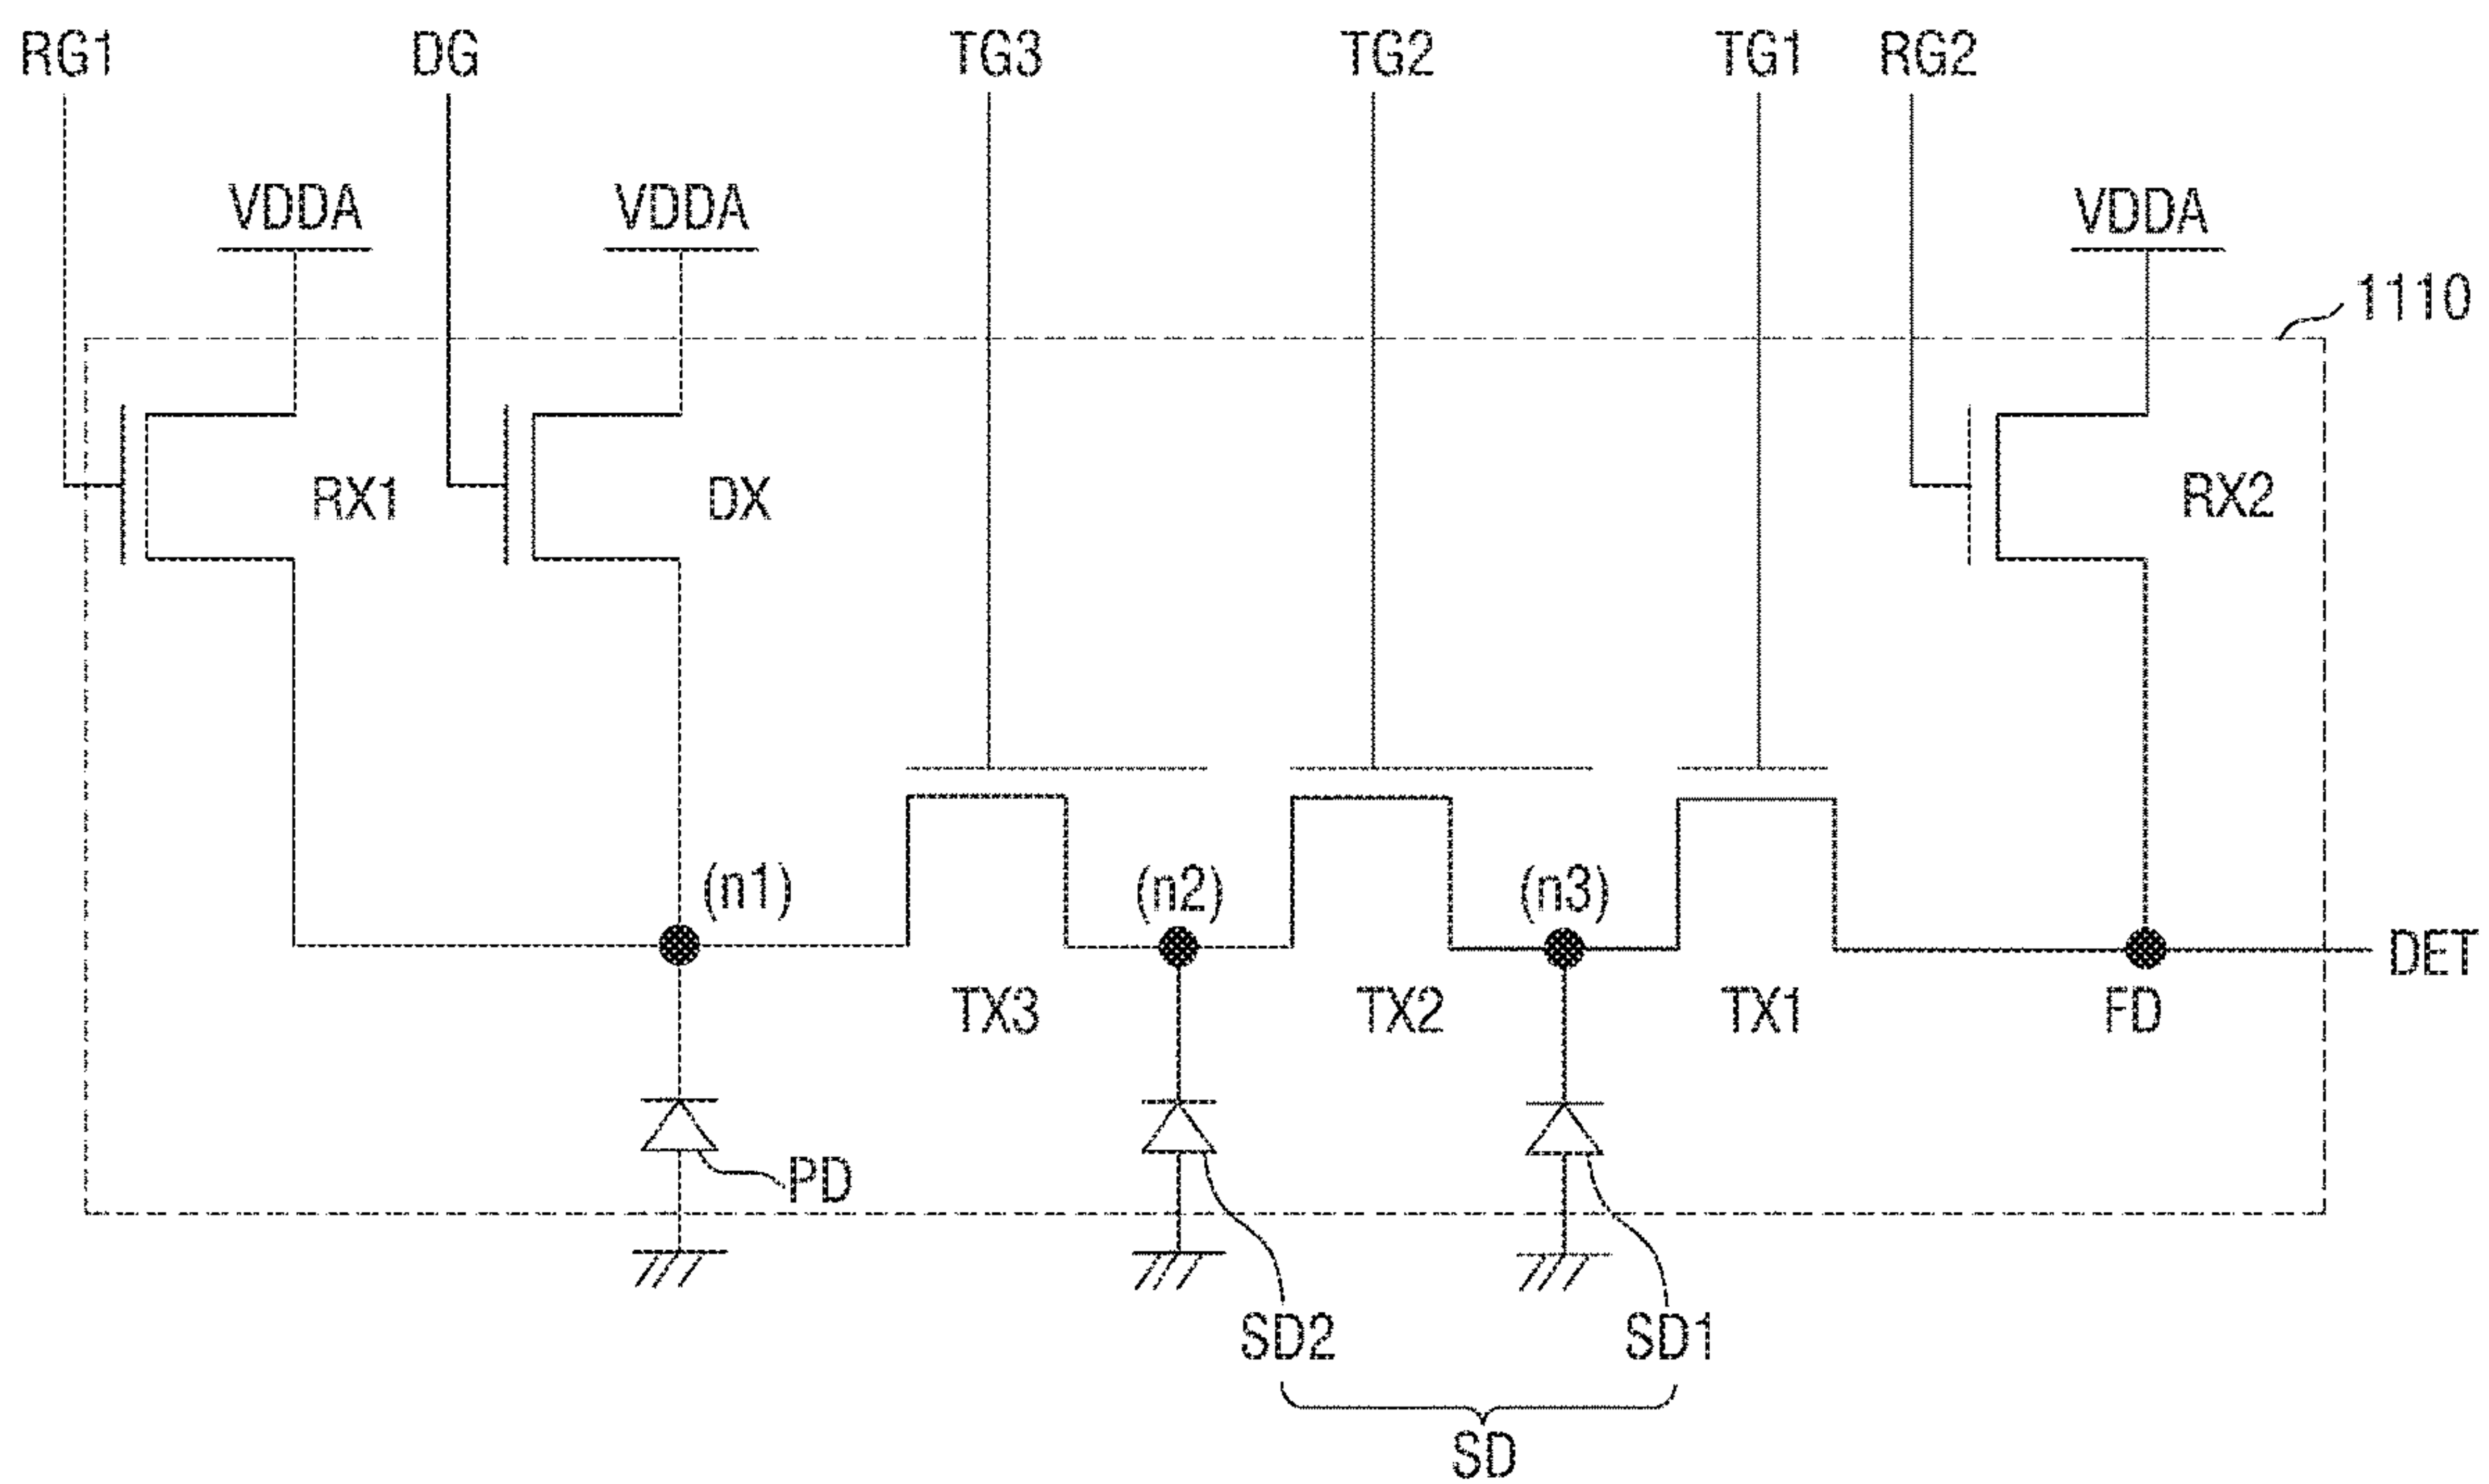 RG1 DG TG3 TG2 TG1 RG2
VDDA VDDA VDDA
1110
RX1 DX RX2
(n1) (n2) (n3)
DET
TX3 TX2 TX1 FD
PD
SD2 SD1
SD